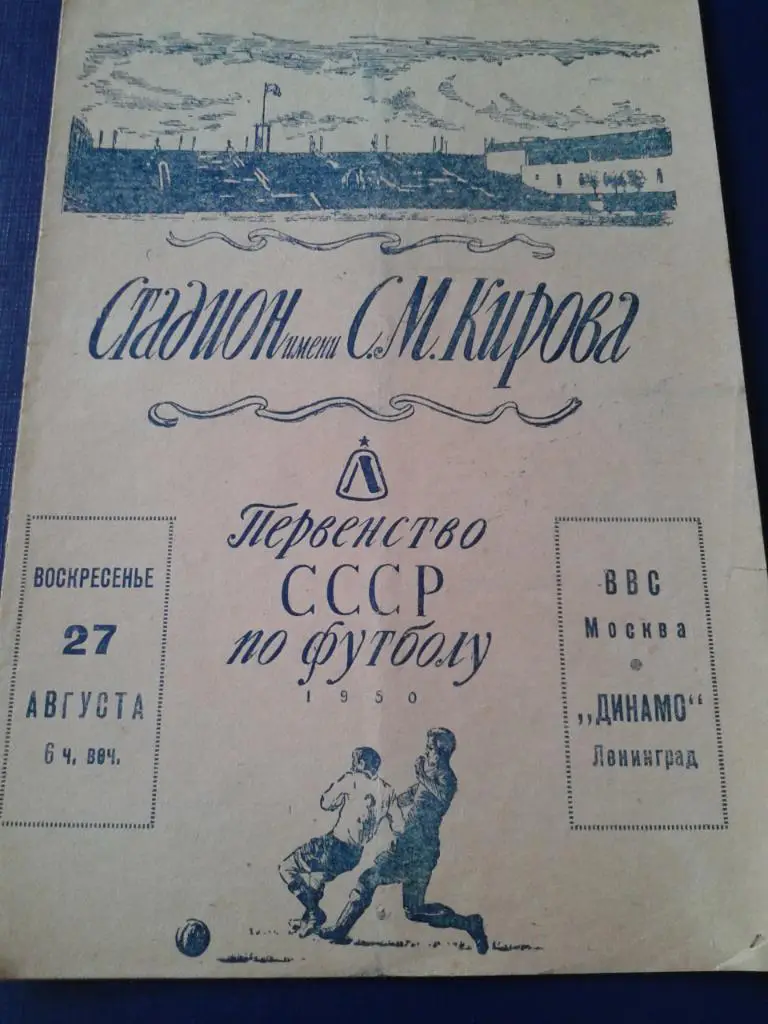 Стадион имени С.М. Кирова
Л
Первенство
СССР
по футболу
1950
ВОСКРЕСЕНЬЕ
27
АВГУСТА
6 ч. веч.
ВВС
Москва
„ДИНАМО“
Ленинград